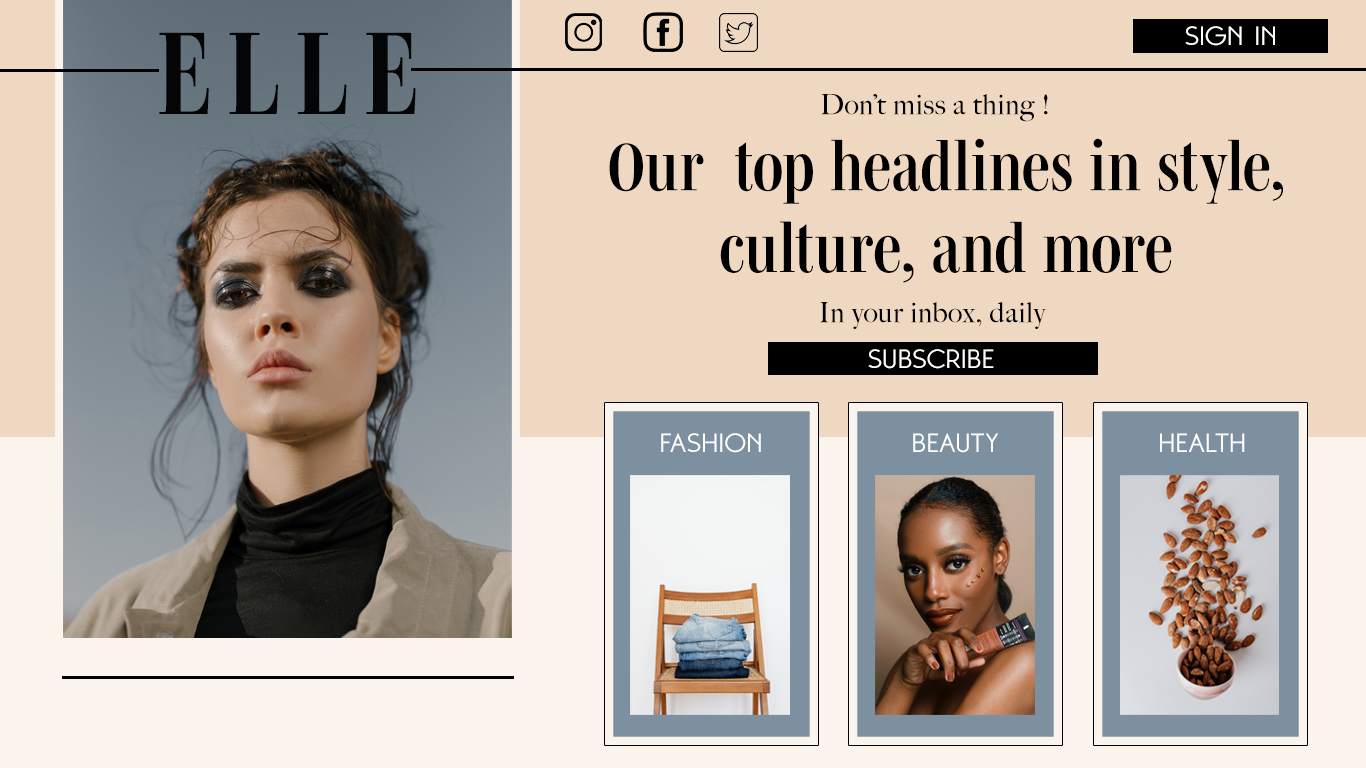 ELLE
SIGN IN
Don't miss a thing !
Our top headlines in style,
culture, and more
In your inbox, daily
SUBSCRIBE
FASHION
BEAUTY
HEALTH